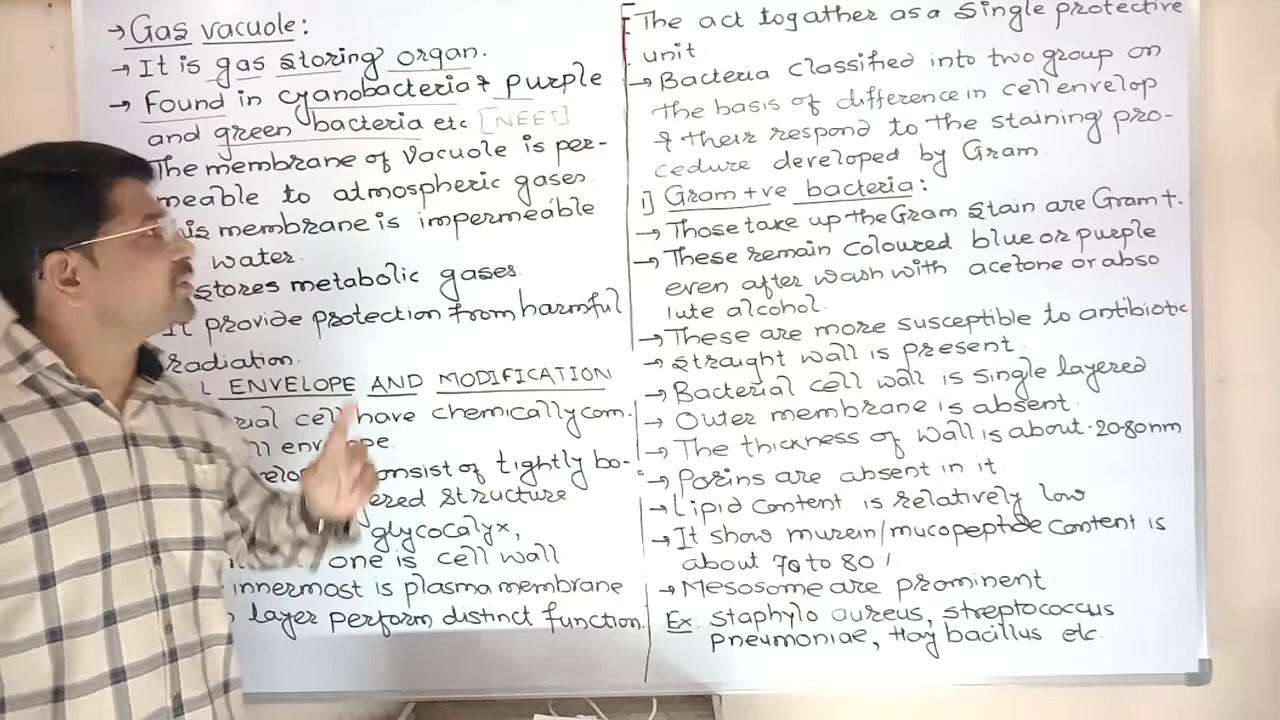 → Gas vacuole:
→ It is gas storing organ.
→ Found in cyanobacteria & purple
and green bacteria etc [NEET]
The membrane of Vacuole is per-
meable to atmospheric gases
is membrane is impermeable
water.
stores metabolic gases.
It provide protection from harmful
radiation.
L ENVELOPE AND MODIFICATION
rial cell have chemically com.
ll envelope.
consist of tightly bo-
ered structure
glycocalyx,
one is cell wall
innermost is plasma membrane
layer perform distinct function.
The act togather as a single protective
unit
→ Bacteria classified into two group on
the basis of difference in cell envelop
& their respond to the staining pro-
cedure developed by Gram.
1] Gram +ve bacteria:
→ Those take up the Gram stain are Gram +.
→ These remain coloured blue or purple
even after wash with acetone or abso
lute alcohol.
→ These are more susceptible to antibiotic
→ straight wall is present.
→ Bacterial cell wall is single layered
→ Outer membrane is absent.
→ The thickness of wall is about 20-80nm
→ Porins are absent in it.
→ Lipid content is relatively low
→ It show murein/mucopeptide content is
about 70 to 80 /
→ Mesosome are prominent
Ex. staphylo aureus, streptococcus
pneumoniae, Hay bacillus etc.